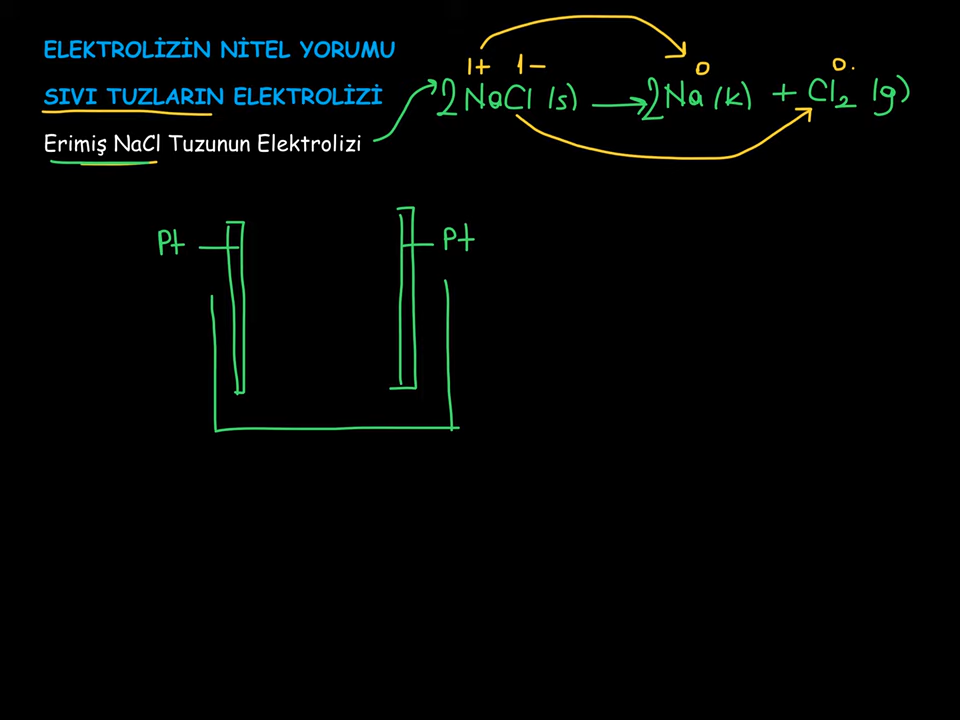 ELEKTROLİZİN NİTEL YORUMU
SIVI TUZLARIN ELEKTROLİZİ
Erimiş NaCl Tuzunun Elektrolizi
1+ 1- 0 0.
2NaCl (s) → 2Na (k) + Cl₂ (g)
Pt Pt